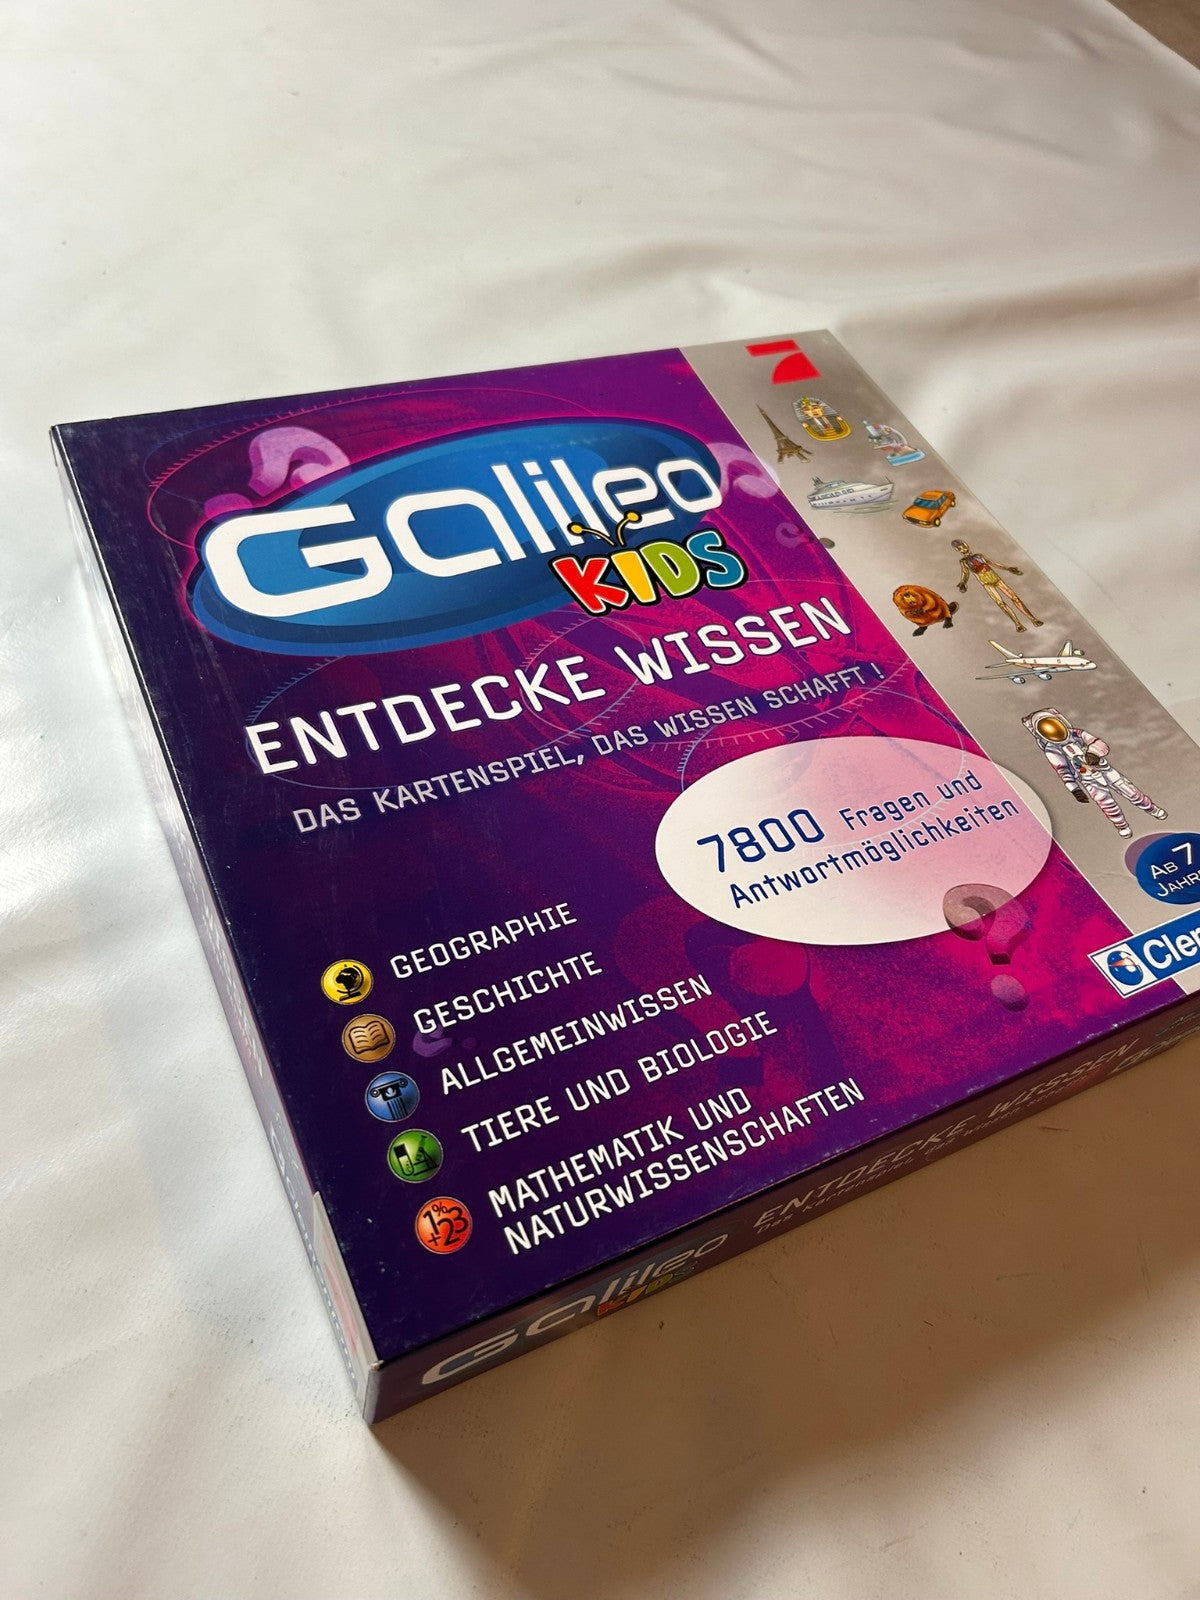 Galileo
KIDS
ENTDECKE WISSEN
DAS KARTENSPIEL, DAS WISSEN SCHAFFT !
7800 Fragen und
Antwortmöglichkeiten
AB 7
GEOGRAPHIE
GESCHICHTE
ALLGEMEINWISSEN
TIERE UND BIOLOGIE
MATHEMATIK UND
NATURWISSENSCHAFTEN
Galileo
KIDS
ENTDECKE WISSEN